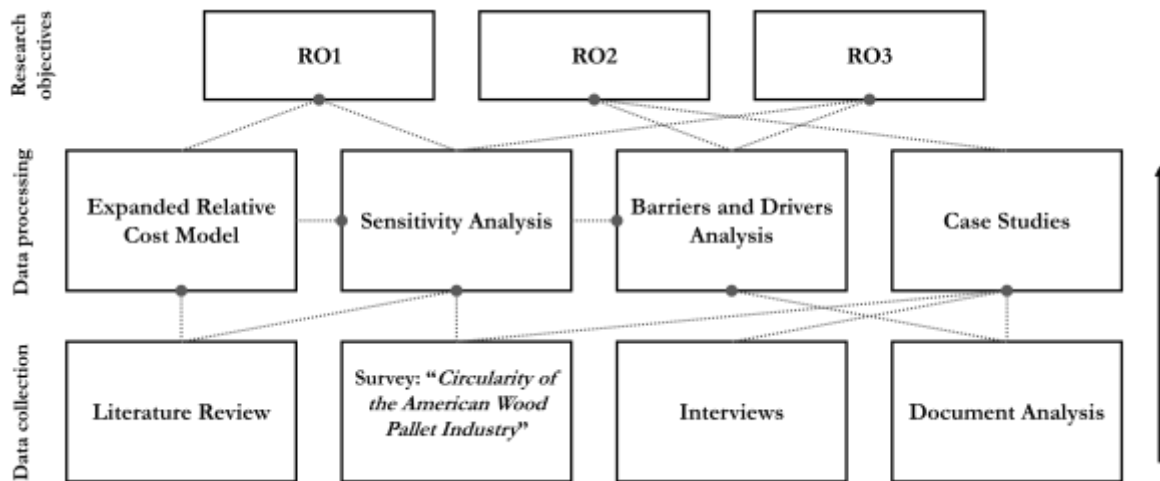 Research
objectives
RO1
RO2
RO3
Data processing
Expanded Relative
Cost Model
Sensitivity Analysis
Barriers and Drivers
Analysis
Case Studies
Data collection
Literature Review
Survey: “Circularity of
the American Wood
Pallet Industry”
Interviews
Document Analysis